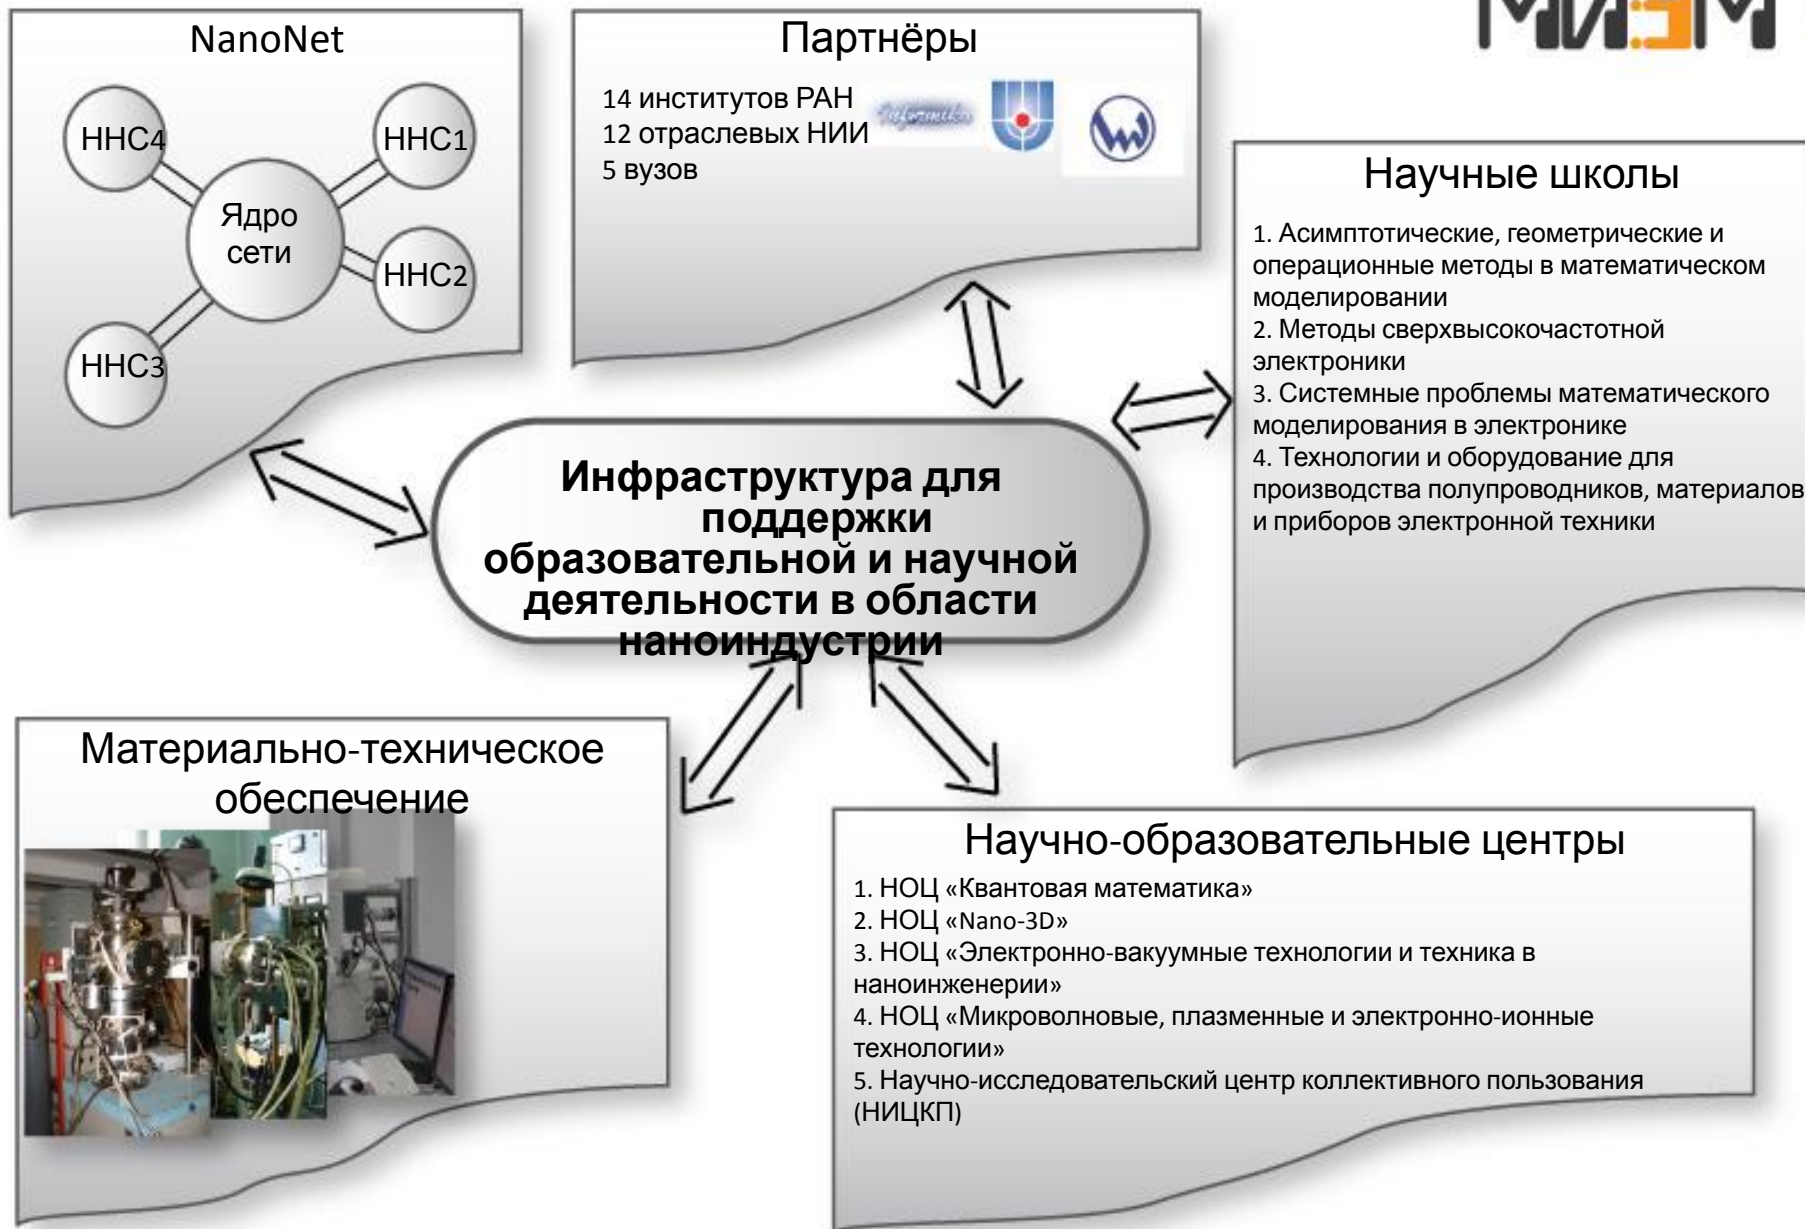 МИЭМ
NanoNet
ННС4
ННС1
Ядро
сети
ННС2
ННС3
Партнёры
14 институтов РАН
12 отраслевых НИИ
5 вузов
Informika
Научные школы
1. Асимптотические, геометрические и
операционные методы в математическом
моделировании
2. Методы сверхвысокочастотной
электроники
3. Системные проблемы математического
моделирования в электронике
4. Технологии и оборудование для
производства полупроводников, материалов
и приборов электронной техники
Инфраструктура для
поддержки
образовательной и научной
деятельности в области
наноиндустрии
Материально-техническое
обеспечение
Научно-образовательные центры
1. НОЦ «Квантовая математика»
2. НОЦ «Nano-3D»
3. НОЦ «Электронно-вакуумные технологии и техника в
наноинженерии»
4. НОЦ «Микроволновые, плазменные и электронно-ионные
технологии»
5. Научно-исследовательский центр коллективного пользования
(НИЦКП)